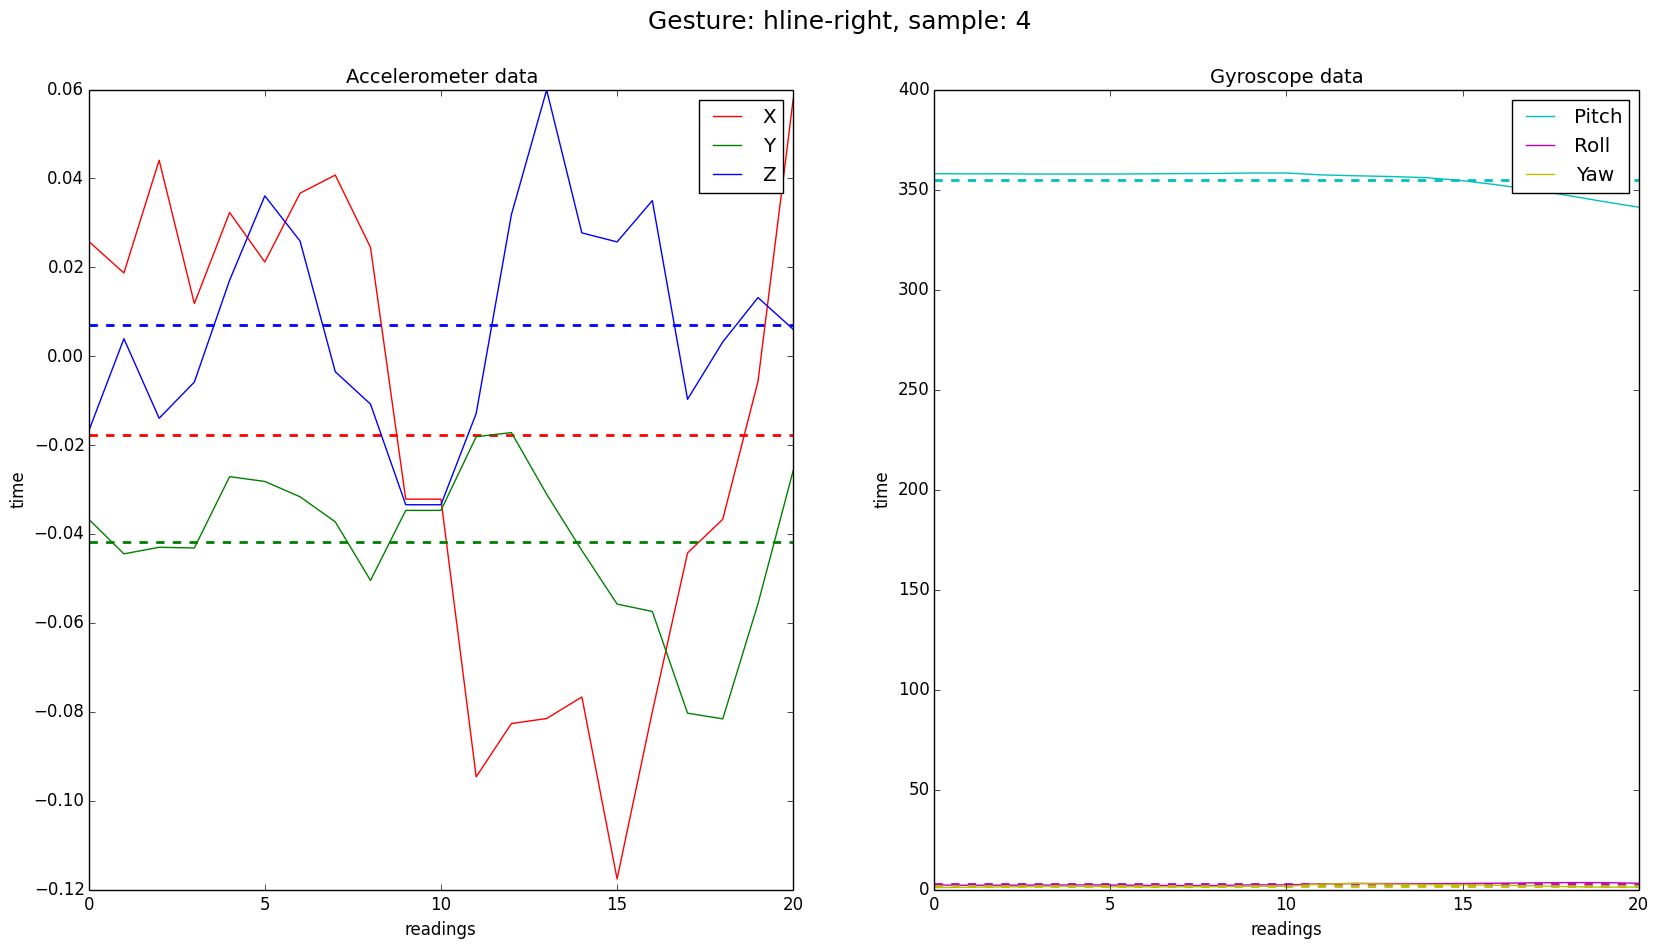 Gesture: hline-right, sample: 4
Accelerometer data
0.06
0.04
0.02
0.00
−0.02
−0.04
−0.06
−0.08
−0.10
−0.12
time
X
Y
Z
0 5 10 15 20
readings
Gyroscope data
400
350
300
250
200
150
100
50
0
time
Pitch
Roll
Yaw
0 5 10 15 20
readings